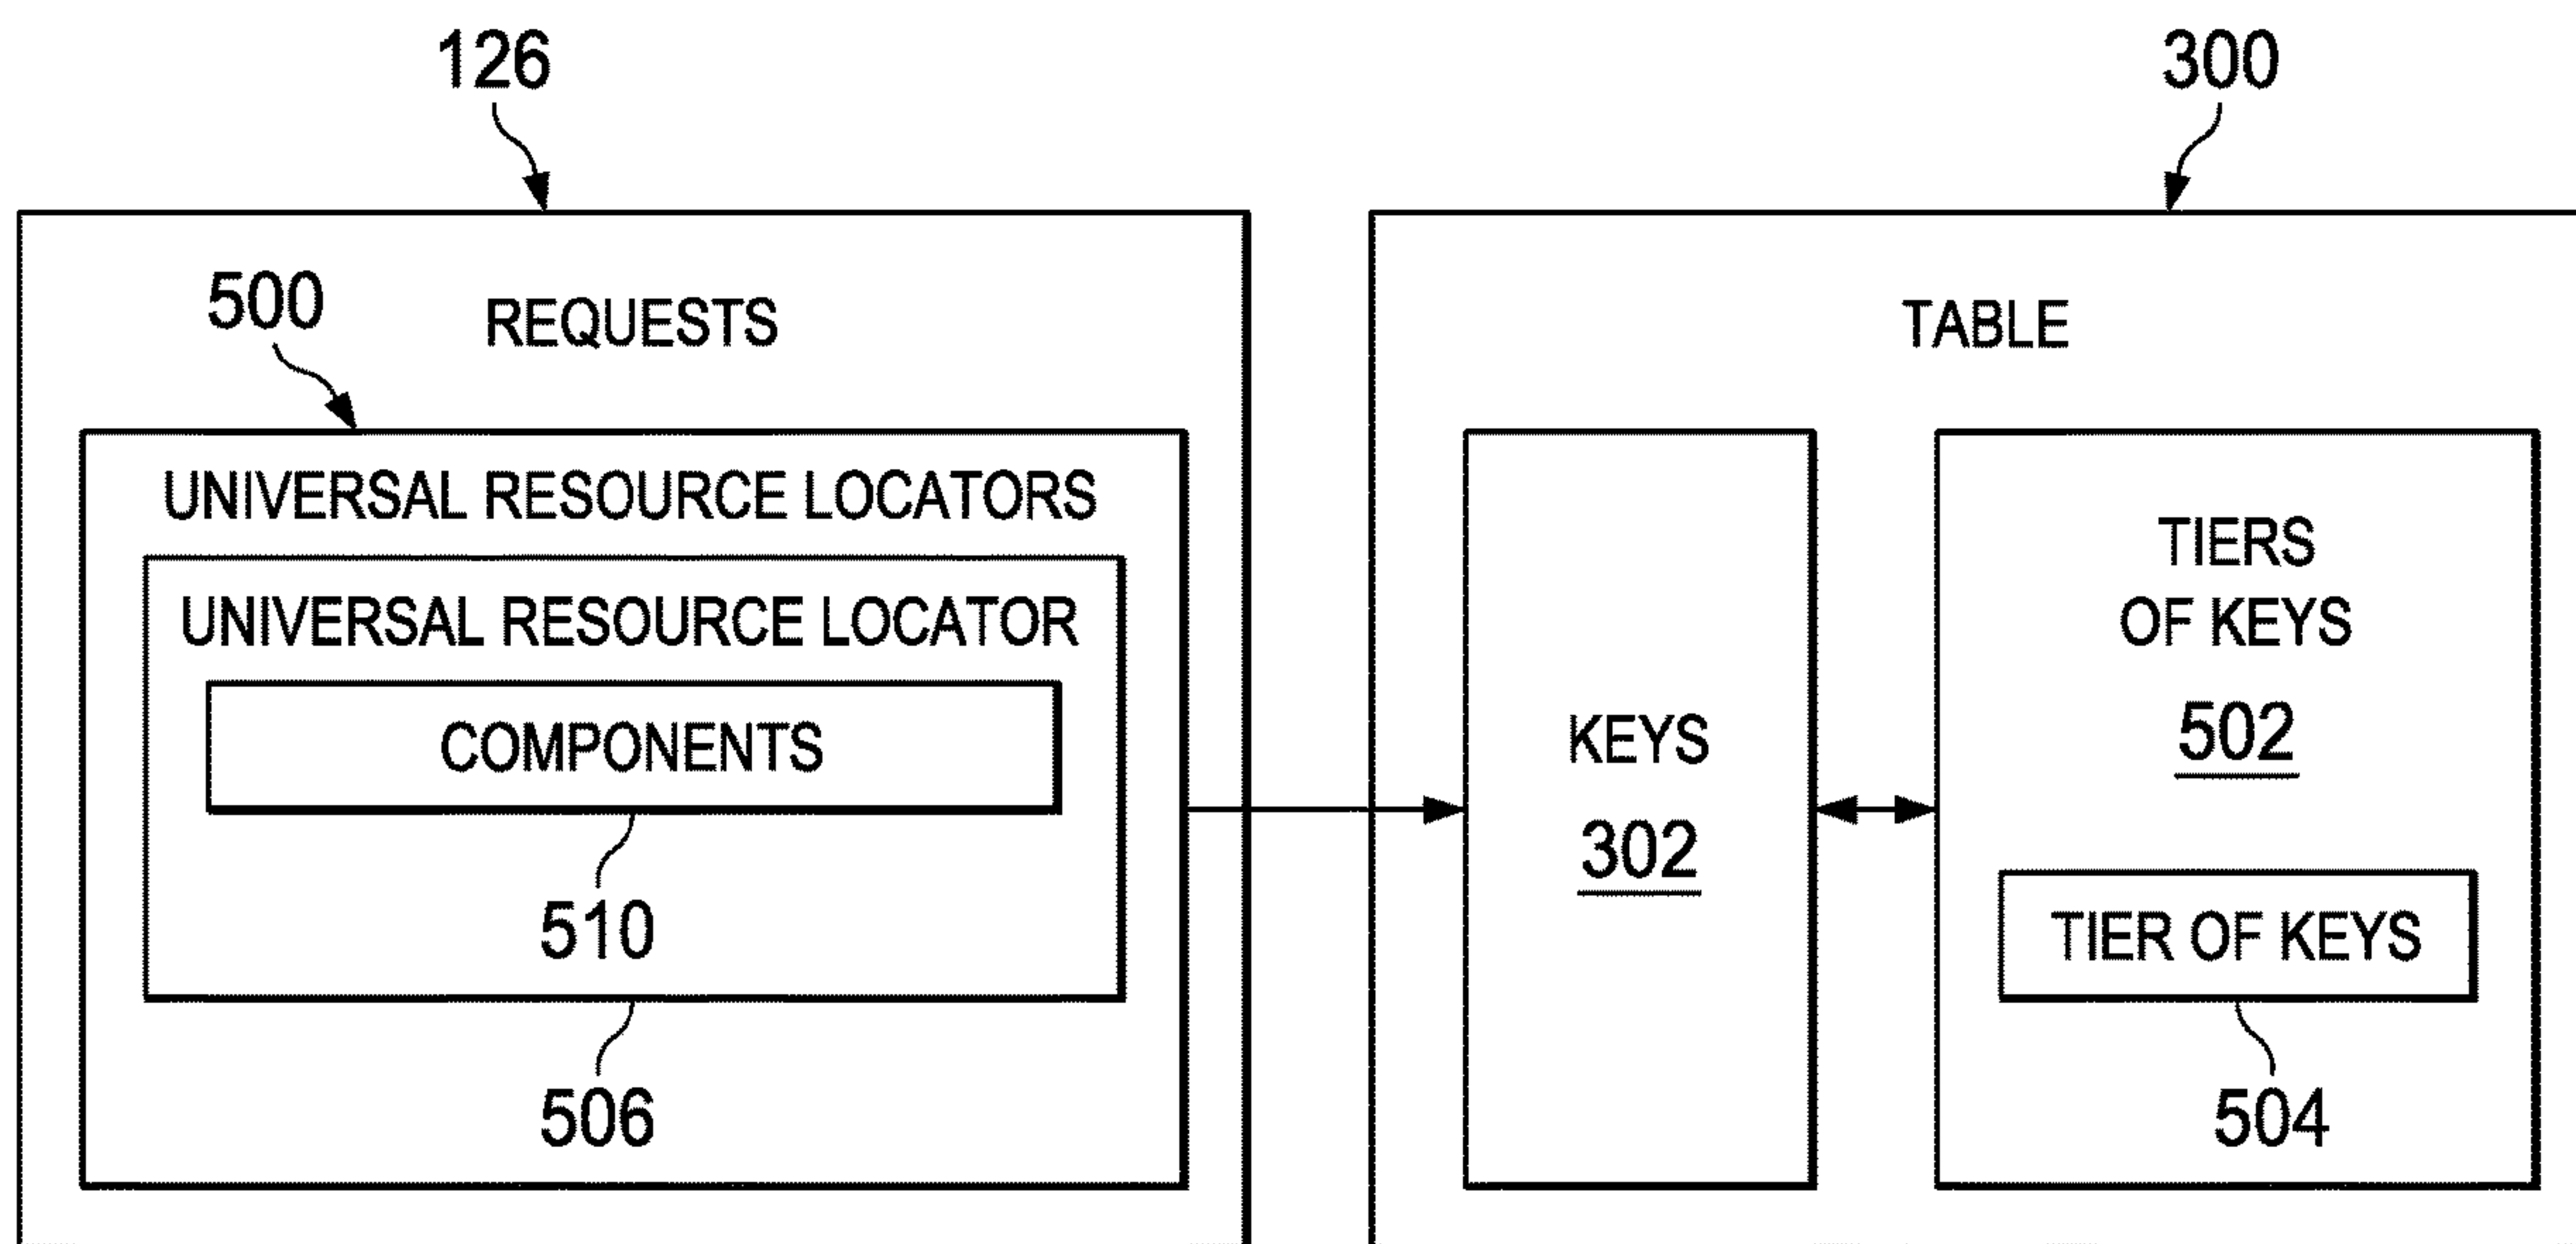 126
300
500
REQUESTS
TABLE
UNIVERSAL RESOURCE LOCATORS
UNIVERSAL RESOURCE LOCATOR
COMPONENTS
510
506
KEYS
302
TIERS
OF KEYS
502
TIER OF KEYS
504